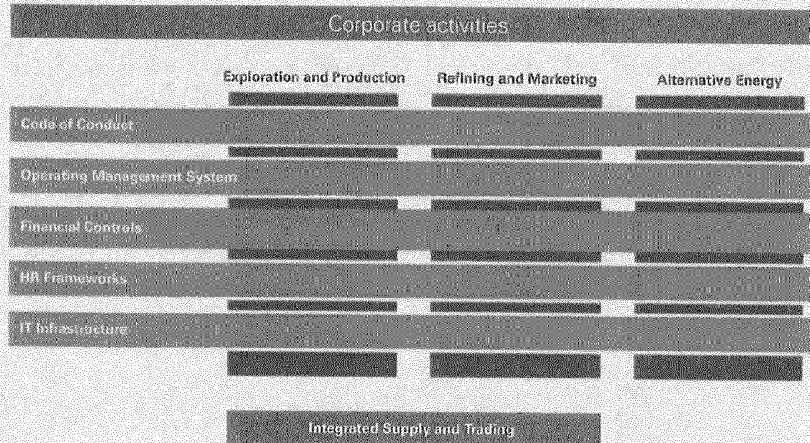 Corporate activities
Exploration and Production Refining and Marketing Alternative Energy
Code of Conduct
Operating Management System
Financial Controls
HR Frameworks
IT Infrastructure
Integrated Supply and Trading